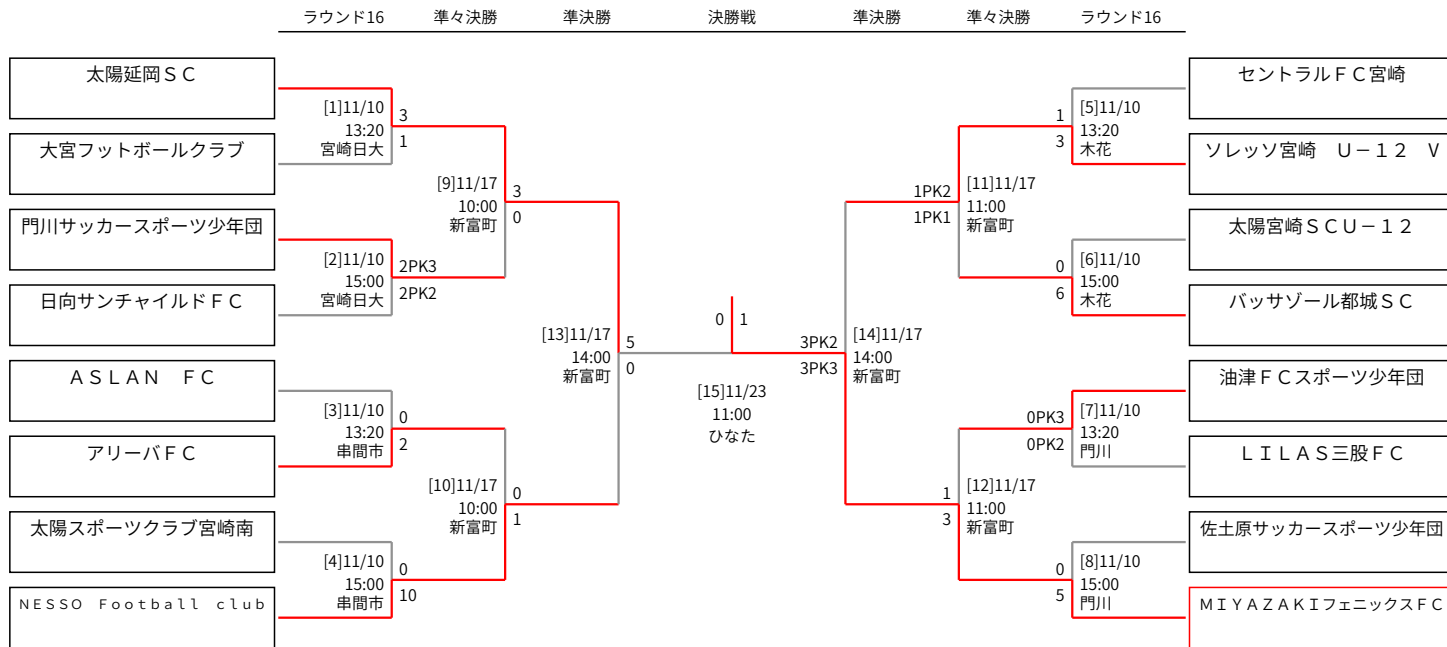 ラウンド16 準々決勝 準決勝 決勝戦 準決勝 準々決勝 ラウンド16
太陽延岡ＳＣ
[1]11/10
13:20
宮崎日大
3
1
大宮フットボールクラブ
[9]11/17
10:00
新富町
3
0
門川サッカースポーツ少年団
[2]11/10
15:00
宮崎日大
2PK3
2PK2
日向サンチャイルドＦＣ
[13]11/17
14:00
新富町
5
0
ＡＳＬＡＮ　ＦＣ
[3]11/10
13:20
串間市
0
2
アリーバＦＣ
[10]11/17
10:00
新富町
0
1
太陽スポーツクラブ宮崎南
[4]11/10
15:00
串間市
0
10
ＮＥＳＳＯ　Ｆｏｏｔｂａｌｌ　ｃｌｕｂ
0 1
[15]11/23
11:00
ひなた
セントラルＦＣ宮崎
1
3
[5]11/10
13:20
木花
ソレッソ宮崎　Ｕ－１２　Ｖ
1PK2
1PK1
[11]11/17
11:00
新富町
太陽宮崎ＳＣＵ－１２
0
6
[6]11/10
15:00
木花
バッサゾール都城ＳＣ
3PK2
3PK3
[14]11/17
14:00
新富町
油津ＦＣスポーツ少年団
0PK3
0PK2
[7]11/10
13:20
門川
ＬＩＬＡＳ三股ＦＣ
1
3
[12]11/17
11:00
新富町
佐土原サッカースポーツ少年団
0
5
[8]11/10
15:00
門川
ＭＩＹＡＺＡＫＩフェニックスＦＣ